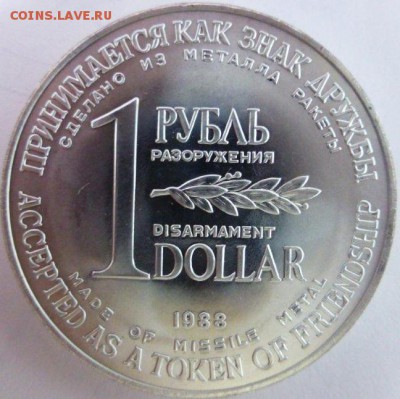 COINS.LAVE.RU
ПРИНИМАЕТСЯ КАК ЗНАК ДРУЖБЫ
СДЕЛАНО ИЗ МЕТАЛЛА РАКЕТЫ
1 РУБЛЬ
РАЗОРУЖЕНИЯ
DISARMAMENT
DOLLAR
1988
MADE OF MISSILE METAL
ACCEPTED AS A TOKEN OF FRIENDSHIP